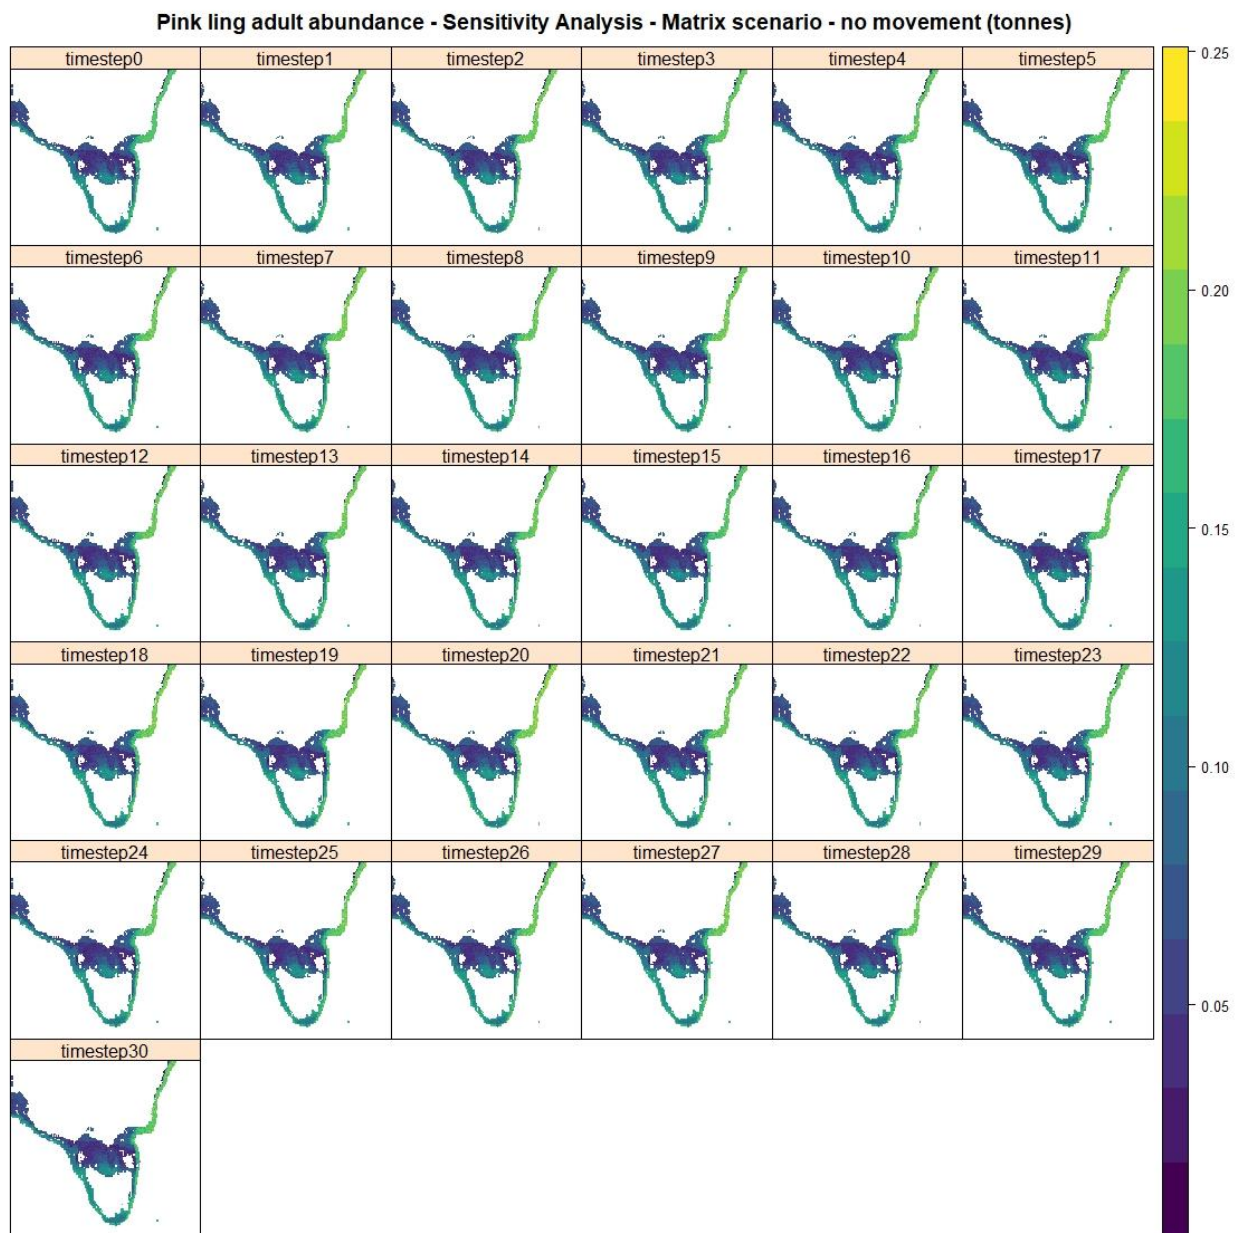 Pink ling adult abundance - Sensitivity Analysis - Matrix scenario - no movement (tonnes)
timestep0 timestep1 timestep2 timestep3 timestep4 timestep5
timestep6 timestep7 timestep8 timestep9 timestep10 timestep11
timestep12 timestep13 timestep14 timestep15 timestep16 timestep17
timestep18 timestep19 timestep20 timestep21 timestep22 timestep23
timestep24 timestep25 timestep26 timestep27 timestep28 timestep29
timestep30
0.25
0.20
0.15
0.10
0.05